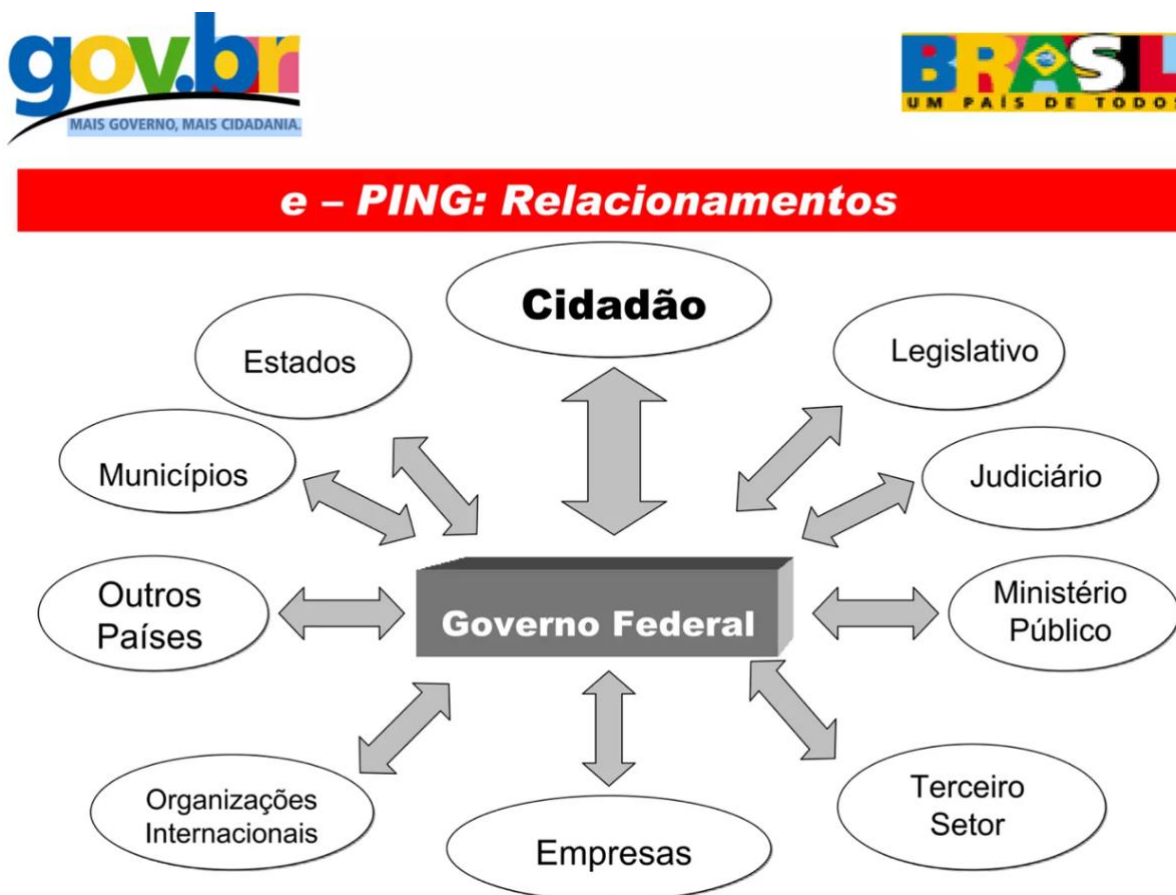 gov.br
MAIS GOVERNO, MAIS CIDADANIA.
BRASIL
UM PAÍS DE TODOS
e – PING: Relacionamentos
Cidadão
Estados
Legislativo
Municípios
Judiciário
Outros
Países
Governo Federal
Ministério
Público
Organizações
Internacionais
Empresas
Terceiro
Setor